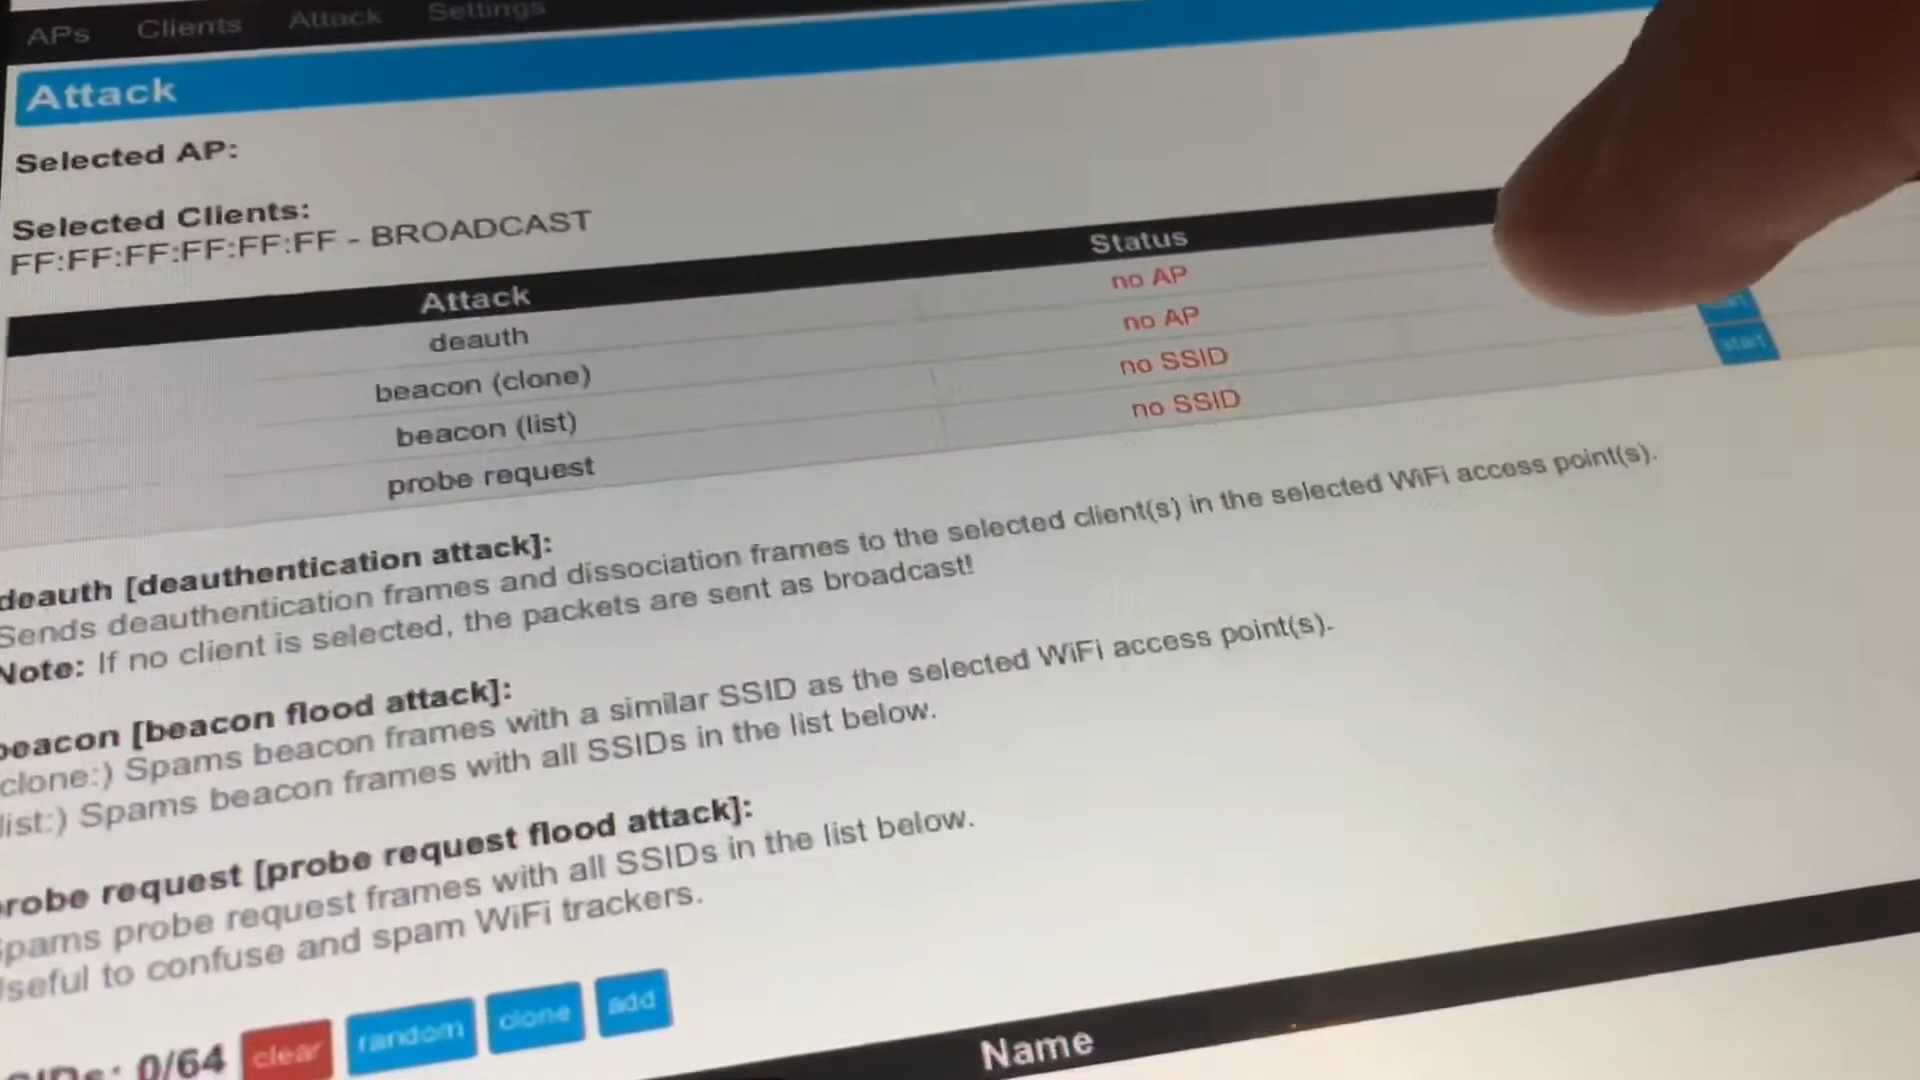 APs Clients Attack Settings
Attack
Selected AP:
Selected Clients:
FF:FF:FF:FF:FF:FF - BROADCAST
Attack Status
deauth no AP
beacon (clone) no AP
beacon (list) no SSID
probe request no SSID
start
deauth [deauthentication attack]:
Sends deauthentication frames and dissociation frames to the selected client(s) in the selected WiFi access point(s).
Note: If no client is selected, the packets are sent as broadcast!
beacon [beacon flood attack]:
clone:) Spams beacon frames with a similar SSID as the selected WiFi access point(s).
list:) Spams beacon frames with all SSIDs in the list below.
probe request [probe request flood attack]:
Spams probe request frames with all SSIDs in the list below.
Useful to confuse and spam WiFi trackers.
SSIDs: 0/64 clear random clone add
Name